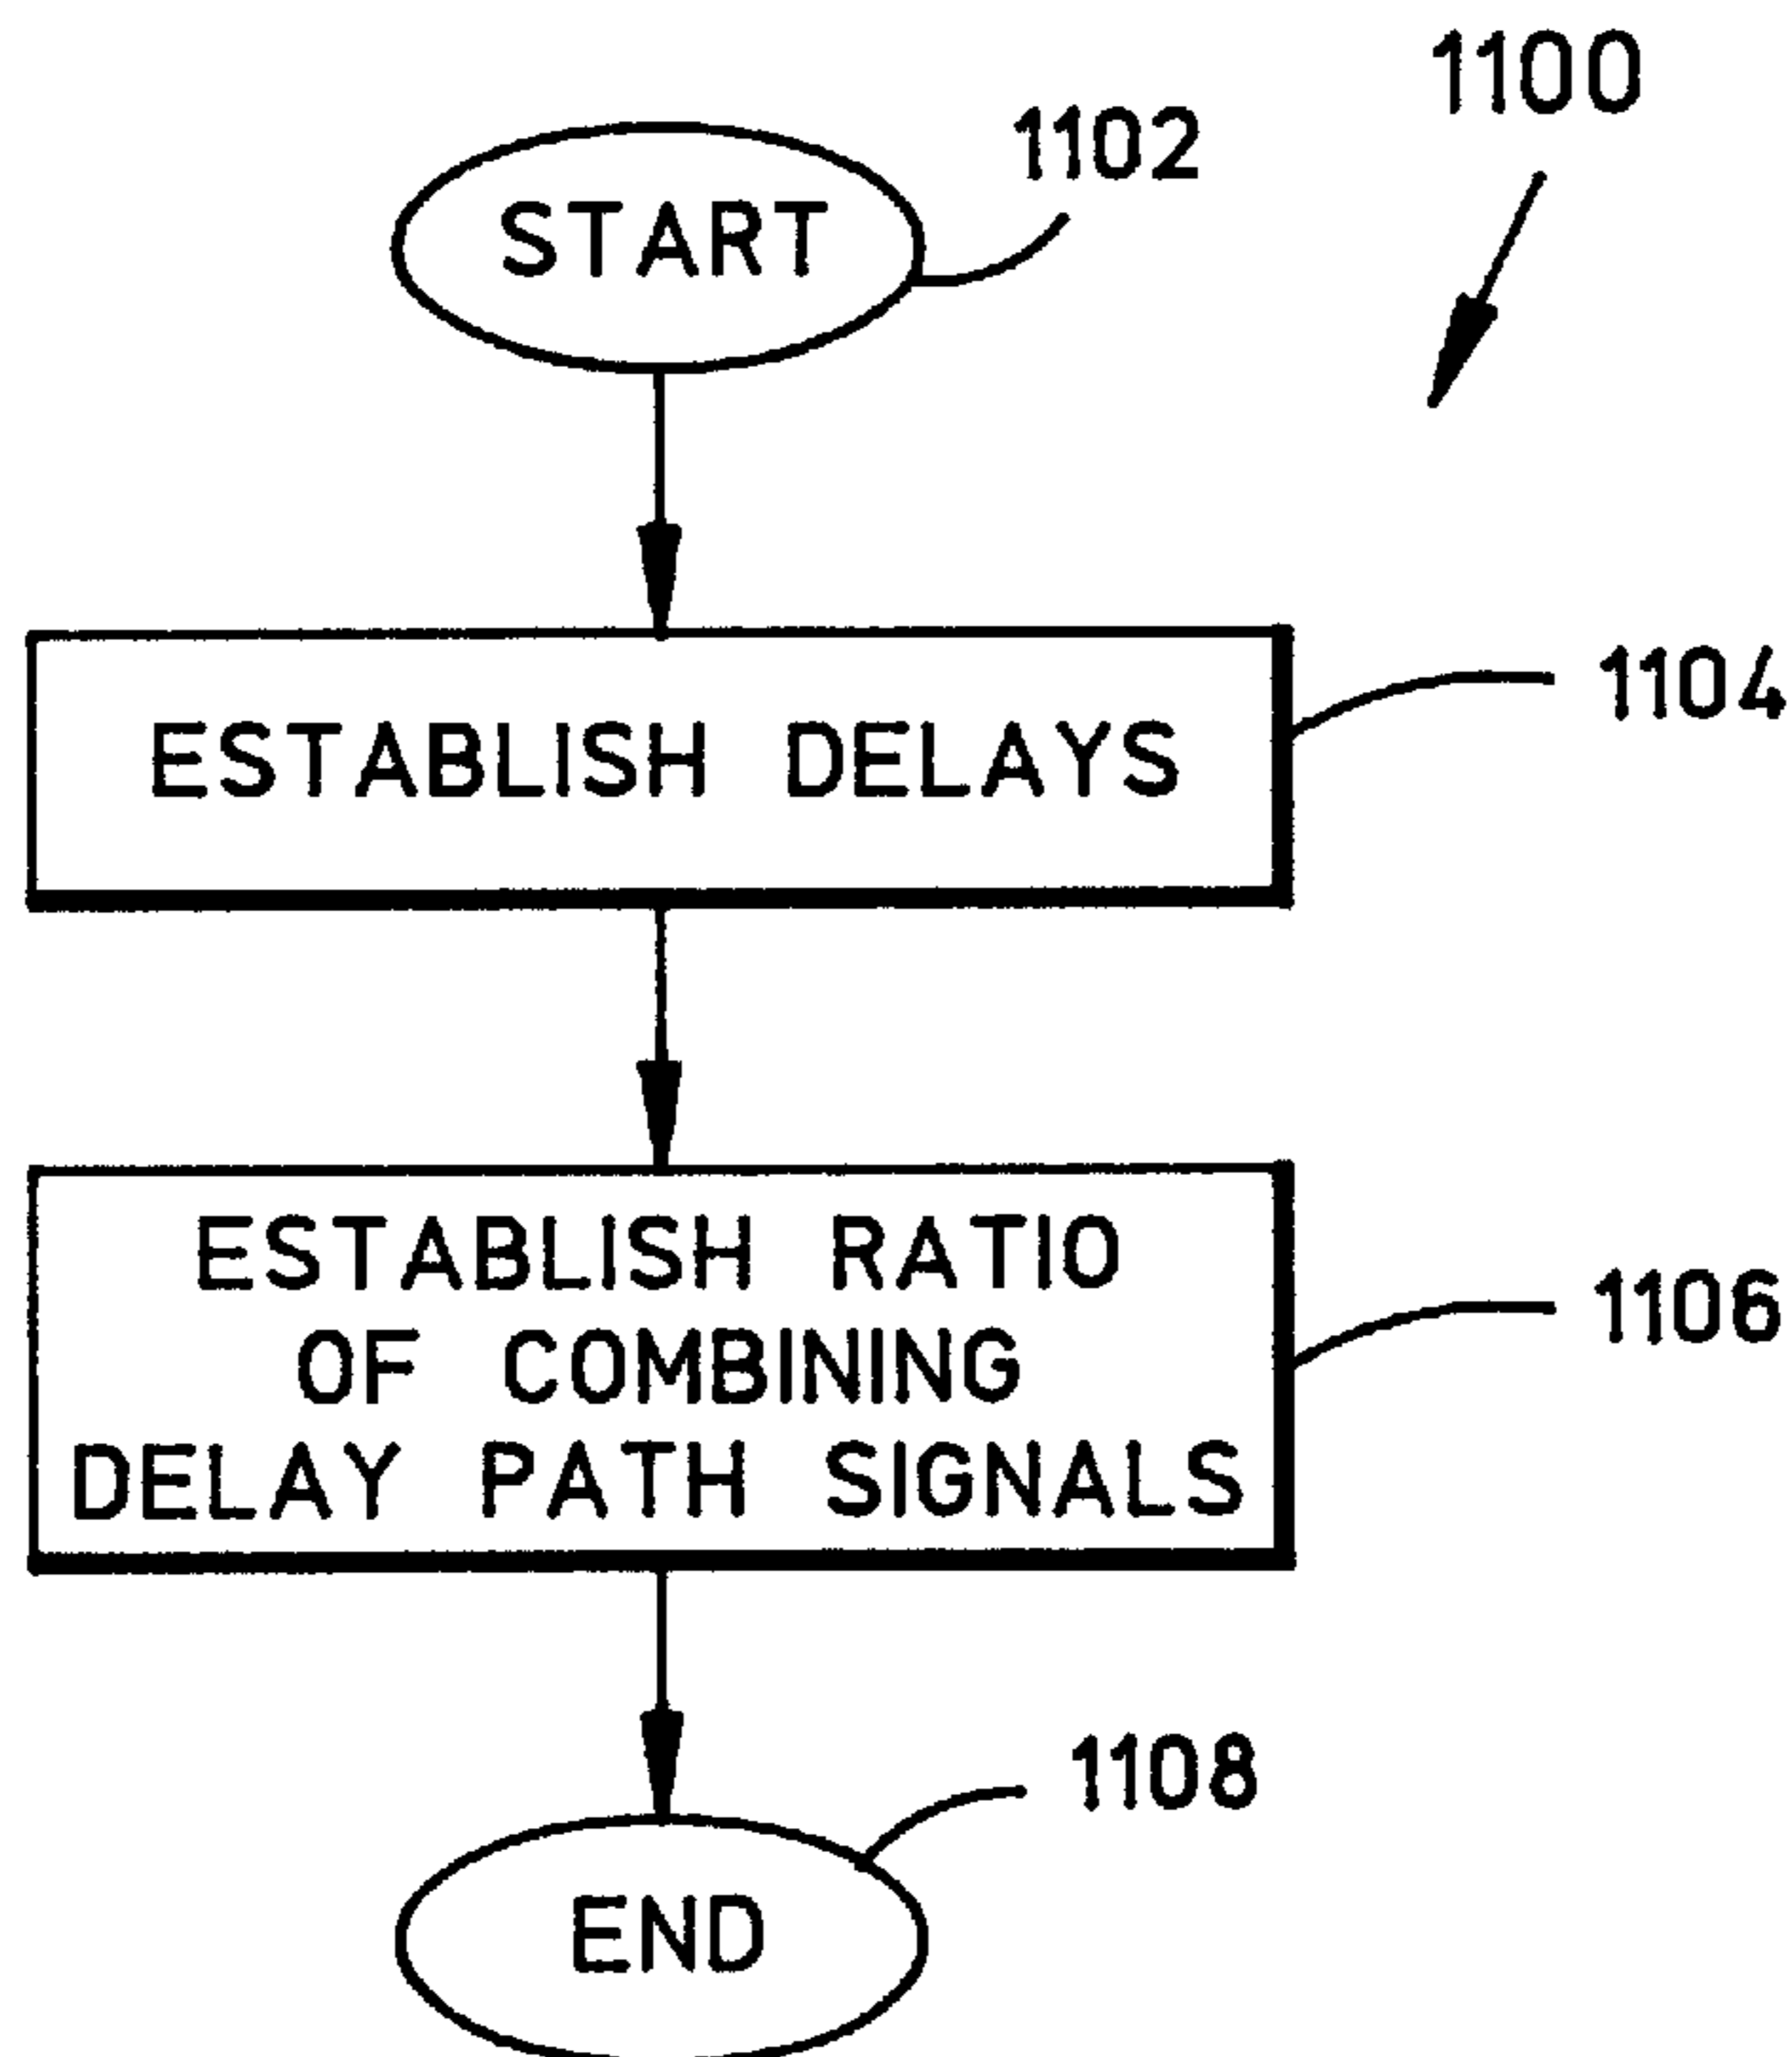 1100
1102
START
1104
ESTABLISH DELAYS
ESTABLISH RATIO
OF COMBINING
DELAY PATH SIGNALS
1106
1108
END